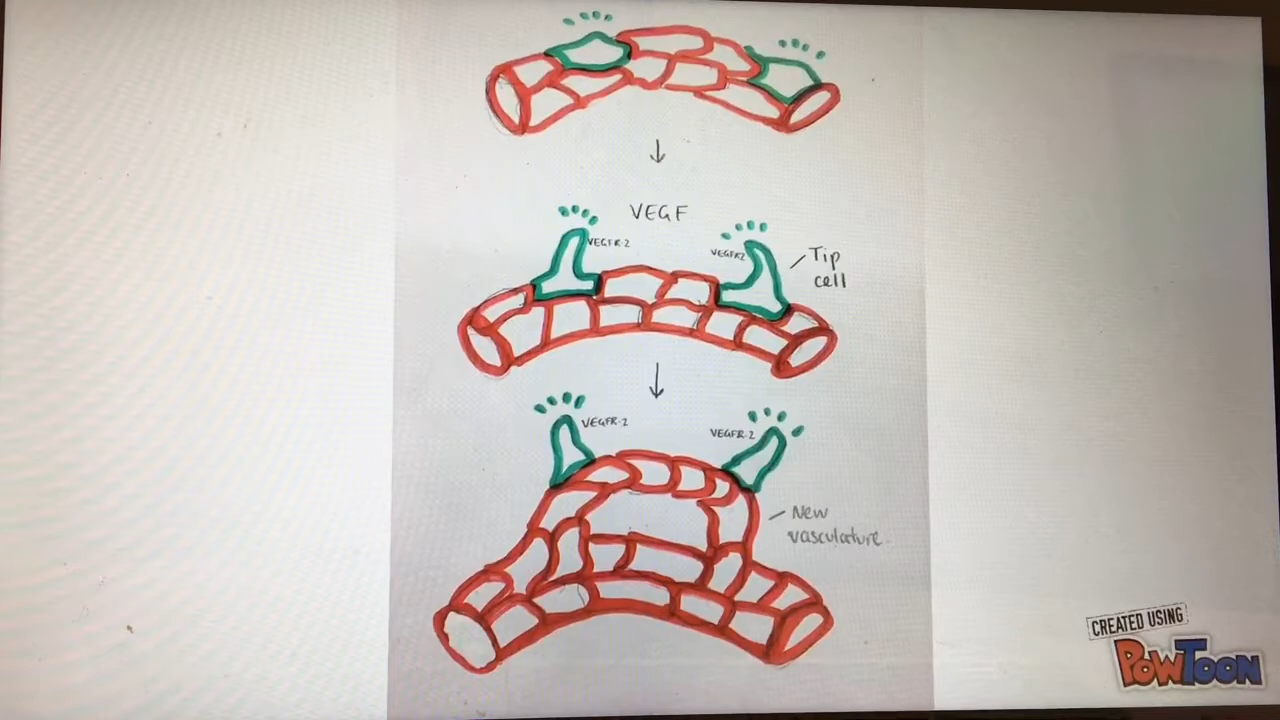 VEGF
VEGFR-2
VEGFR2
Tip
cell
VEGFR-2
VEGFR-2
New
vasculature
CREATED USING
POWTOON